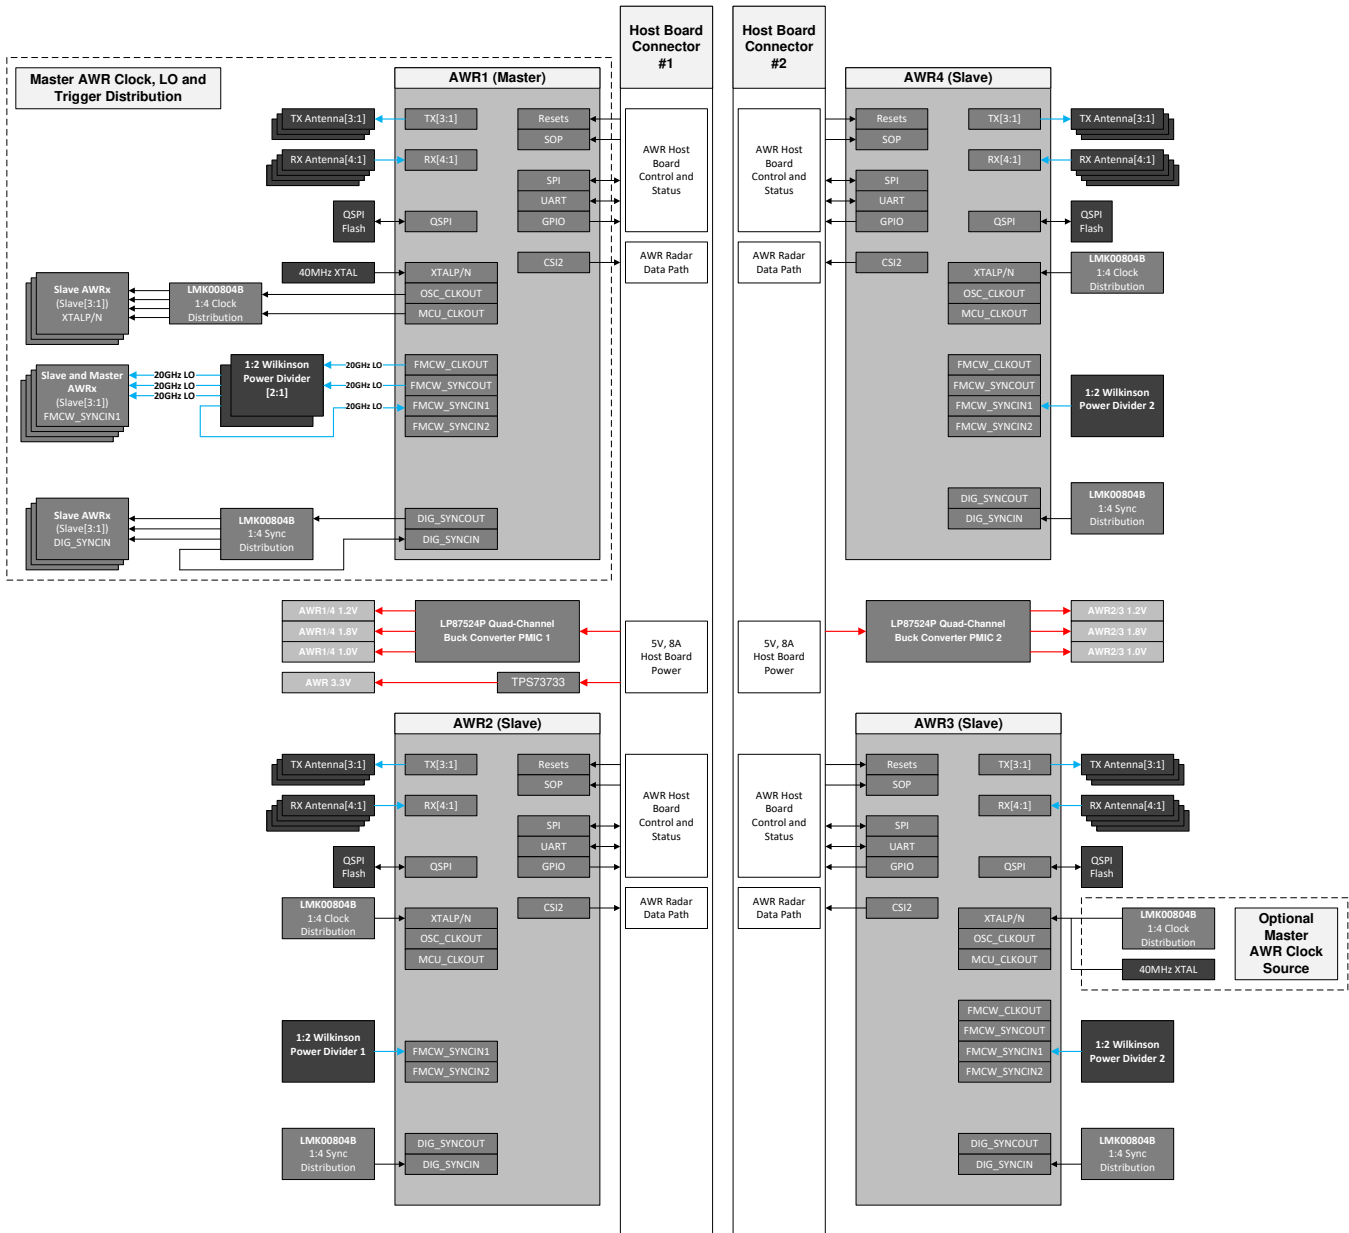 Host Board
Connector
#1
Host Board
Connector
#2
Master AWR Clock, LO and
Trigger Distribution
AWR1 (Master)
TX Antenna[3:1]
TX[3:1]
RX Antenna[4:1]
RX[4:1]
QSPI
Flash
QSPI
40MHz XTAL
XTALP/N
OSC_CLKOUT
MCU_CLKOUT
Slave AWRx
(Slave[3:1])
XTALP/N
LMK00804B
1:4 Clock
Distribution
Slave and Master
AWRx
(Slave[3:1])
FMCW_SYNCIN1
20GHz LO
20GHz LO
20GHz LO
1:2 Wilkinson
Power Divider
[2:1]
20GHz LO
20GHz LO
20GHz LO
FMCW_CLKOUT
FMCW_SYNCOUT
FMCW_SYNCIN1
FMCW_SYNCIN2
Slave AWRx
(Slave[3:1])
DIG_SYNCIN
LMK00804B
1:4 Sync
Distribution
DIG_SYNCOUT
DIG_SYNCIN
Resets
SOP
SPI
UART
GPIO
CSI2
AWR Host
Board
Control and
Status
AWR Radar
Data Path
AWR Host
Board
Control and
Status
AWR Radar
Data Path
AWR4 (Slave)
Resets
SOP
SPI
UART
GPIO
CSI2
TX[3:1]
TX Antenna[3:1]
RX[4:1]
RX Antenna[4:1]
QSPI
QSPI
Flash
XTALP/N
OSC_CLKOUT
MCU_CLKOUT
LMK00804B
1:4 Clock
Distribution
FMCW_CLKOUT
FMCW_SYNCOUT
FMCW_SYNCIN1
FMCW_SYNCIN2
1:2 Wilkinson
Power Divider 2
DIG_SYNCOUT
DIG_SYNCIN
LMK00804B
1:4 Sync
Distribution
AWR1/4 1.2V
AWR1/4 1.8V
AWR1/4 1.0V
LP87524P Quad-Channel
Buck Converter PMIC 1
AWR 3.3V
TPS73733
5V, 8A
Host Board
Power
5V, 8A
Host Board
Power
LP87524P Quad-Channel
Buck Converter PMIC 2
AWR2/3 1.2V
AWR2/3 1.8V
AWR2/3 1.0V
AWR2 (Slave)
TX Antenna[3:1]
TX[3:1]
RX Antenna[4:1]
RX[4:1]
QSPI
Flash
QSPI
LMK00804B
1:4 Clock
Distribution
XTALP/N
OSC_CLKOUT
MCU_CLKOUT
1:2 Wilkinson
Power Divider 1
FMCW_SYNCIN1
FMCW_SYNCIN2
LMK00804B
1:4 Sync
Distribution
DIG_SYNCOUT
DIG_SYNCIN
Resets
SOP
SPI
UART
GPIO
CSI2
AWR Host
Board
Control and
Status
AWR Radar
Data Path
AWR Host
Board
Control and
Status
AWR Radar
Data Path
AWR3 (Slave)
Resets
SOP
SPI
UART
GPIO
CSI2
TX[3:1]
TX Antenna[3:1]
RX[4:1]
RX Antenna[4:1]
QSPI
QSPI
Flash
XTALP/N
OSC_CLKOUT
MCU_CLKOUT
LMK00804B
1:4 Clock
Distribution
40MHz XTAL
Optional
Master
AWR Clock
Source
FMCW_CLKOUT
FMCW_SYNCOUT
FMCW_SYNCIN1
FMCW_SYNCIN2
1:2 Wilkinson
Power Divider 2
DIG_SYNCOUT
DIG_SYNCIN
LMK00804B
1:4 Sync
Distribution